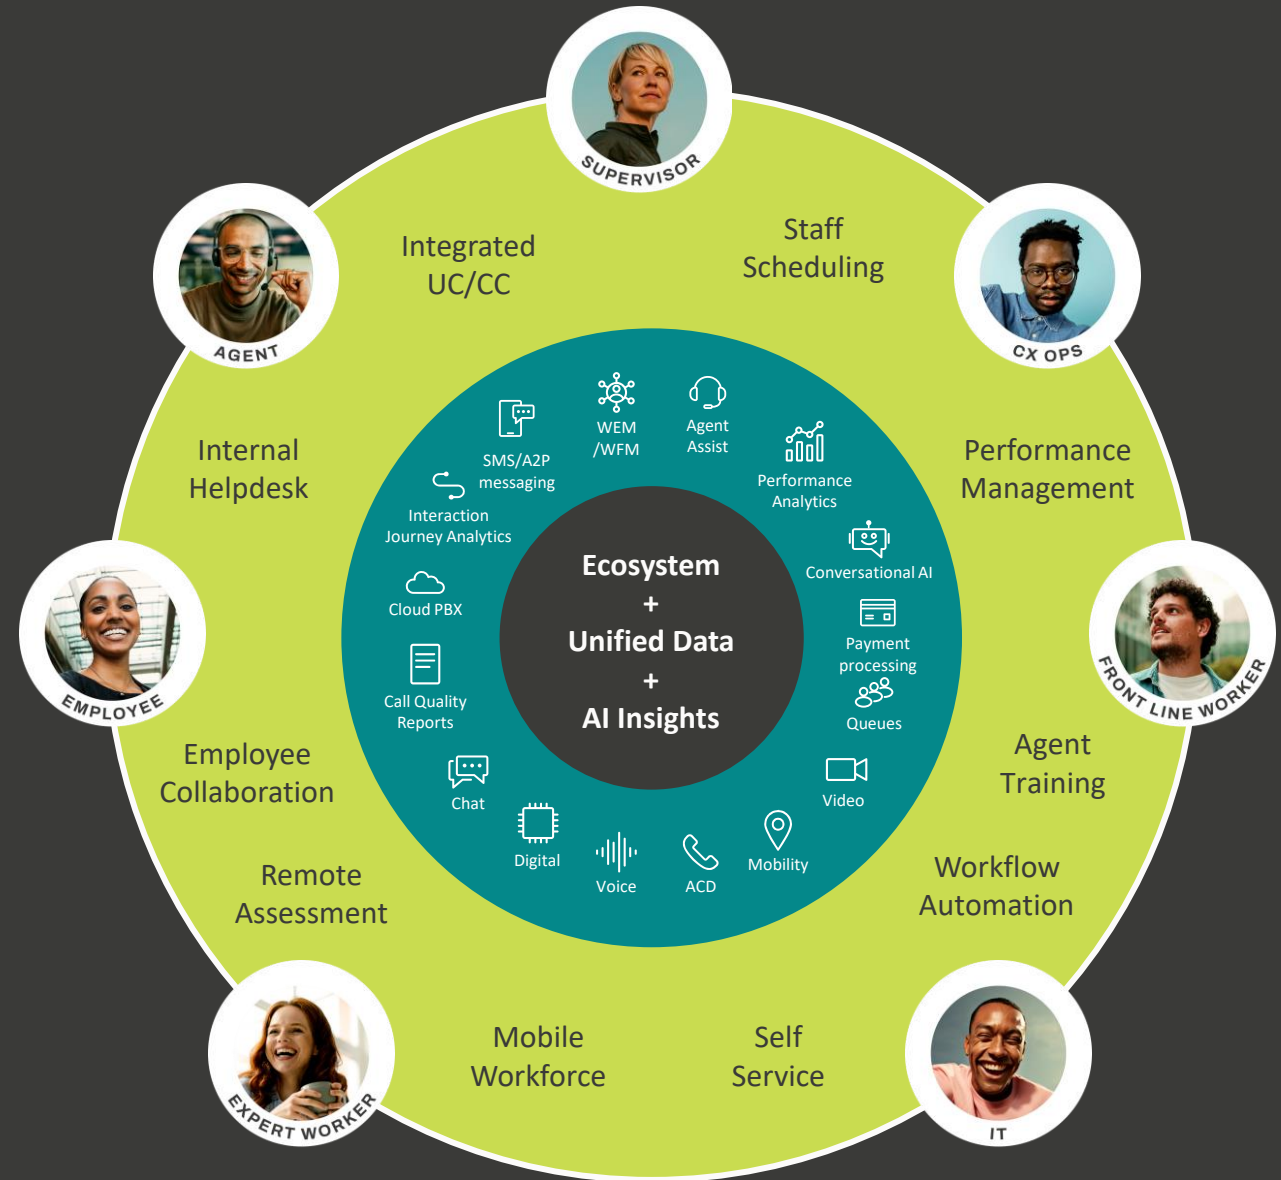 SUPERVISOR
Integrated
UC/CC
Staff
Scheduling
AGENT
CX OPS
Internal
Helpdesk
Performance
Management
SMS/A2P
messaging
WEM
/WFM
Agent
Assist
Performance
Analytics
Interaction
Journey Analytics
Conversational AI
Cloud PBX
Payment
processing
Call Quality
Reports
Queues
Chat
Video
Digital
Voice
ACD
Mobility
Ecosystem
+
Unified Data
+
AI Insights
EMPLOYEE
FRONT LINE WORKER
Employee
Collaboration
Agent
Training
Remote
Assessment
Workflow
Automation
Mobile
Workforce
Self
Service
EXPERT WORKER
IT